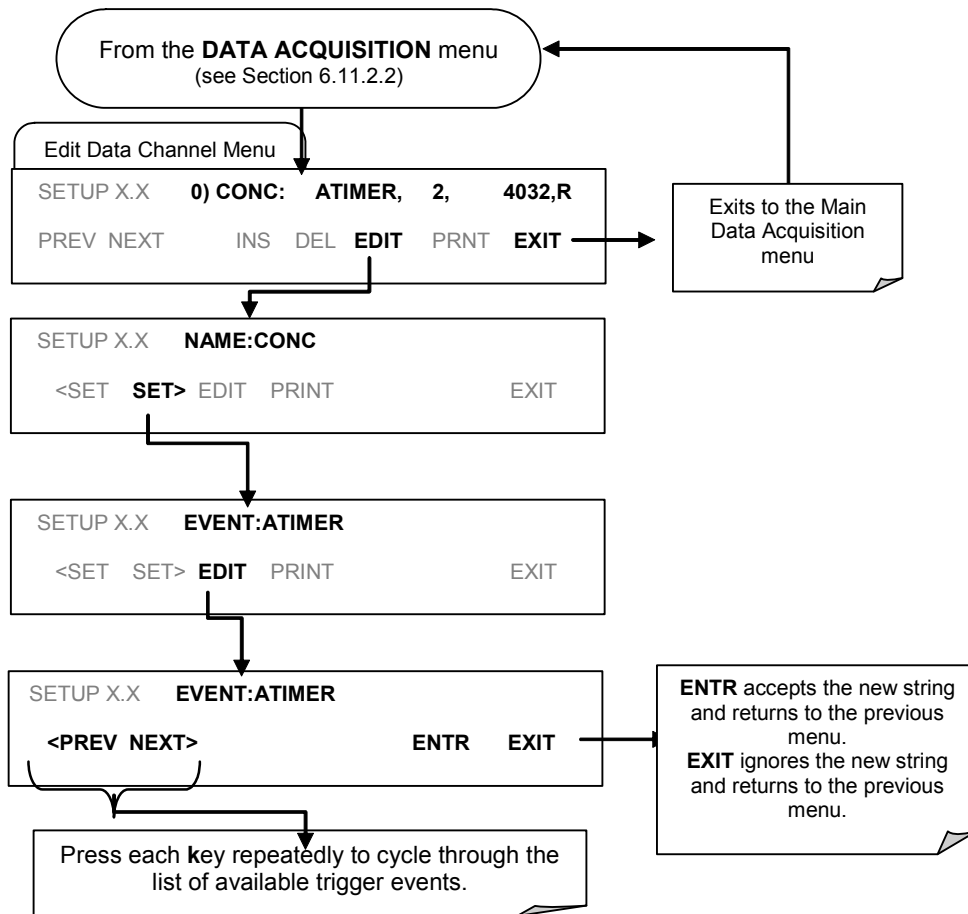 From the DATA ACQUISITION menu
(see Section 6.11.2.2)
Edit Data Channel Menu
SETUP X.X 0) CONC: ATIMER, 2, 4032,R
PREV NEXT INS DEL EDIT PRNT EXIT
Exits to the Main
Data Acquisition
menu
SETUP X.X NAME:CONC
<SET SET> EDIT PRINT EXIT
SETUP X.X EVENT:ATIMER
<SET SET> EDIT PRINT EXIT
SETUP X.X EVENT:ATIMER
<PREV NEXT> ENTR EXIT
ENTR accepts the new string
and returns to the previous
menu.
EXIT ignores the new string
and returns to the previous
menu.
Press each key repeatedly to cycle through the
list of available trigger events.